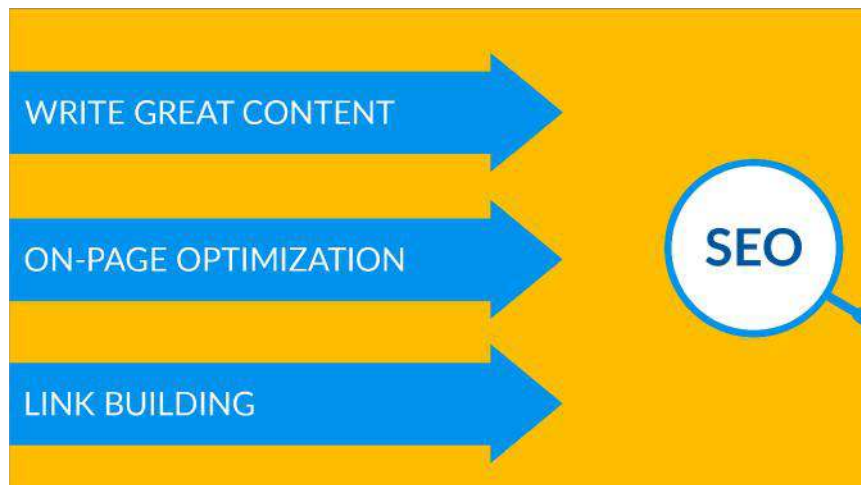 WRITE GREAT CONTENT
ON-PAGE OPTIMIZATION
SEO
LINK BUILDING